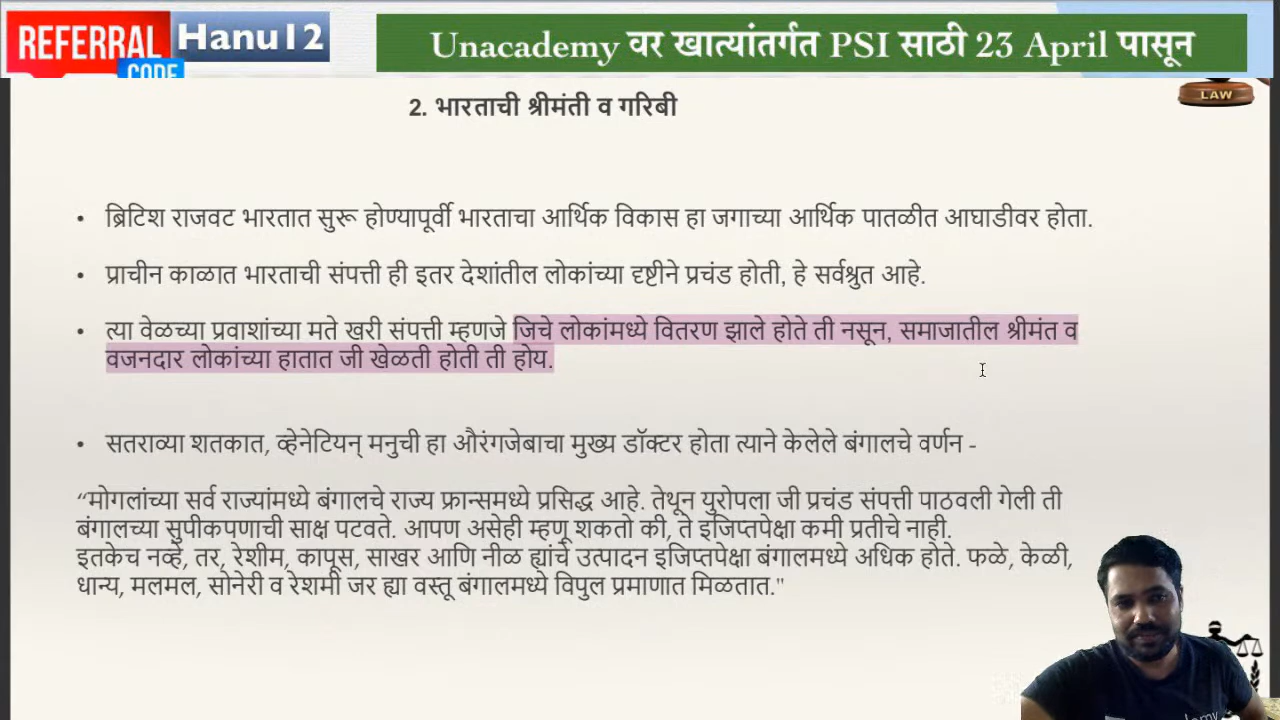 REFERRAL
CODE
Hanu12
Unacademy वर खात्यांतर्गत PSI साठी 23 April पासून
LAW
2. भारताची श्रीमंती व गरिबी
• ब्रिटिश राजवट भारतात सुरू होण्यापूर्वी भारताचा आर्थिक विकास हा जगाच्या आर्थिक पातळीत आघाडीवर होता.
• प्राचीन काळात भारताची संपत्ती ही इतर देशांतील लोकांच्या दृष्टीने प्रचंड होती, हे सर्वश्रुत आहे.
• त्या वेळच्या प्रवाशांच्या मते खरी संपत्ती म्हणजे जिचे लोकांमध्ये वितरण झाले होते ती नसून, समाजातील श्रीमंत व
वजनदार लोकांच्या हातात जी खेळती होती ती होय.
• सतराव्या शतकात, व्हेनेटियन् मनुची हा औरंगजेबाचा मुख्य डॉक्टर होता त्याने केलेले बंगालचे वर्णन -
“मोगलांच्या सर्व राज्यांमध्ये बंगालचे राज्य फ्रान्समध्ये प्रसिद्ध आहे. तेथून युरोपला जी प्रचंड संपत्ती पाठवली गेली ती
बंगालच्या सुपीकपणाची साक्ष पटवते. आपण असेही म्हणू शकतो की, ते इजिप्तपेक्षा कमी प्रतीचे नाही.
इतकेच नव्हे, तर, रेशीम, कापूस, साखर आणि नीळ ह्यांचे उत्पादन इजिप्तपेक्षा बंगालमध्ये अधिक होते. फळे, केळी,
धान्य, मलमल, सोनेरी व रेशमी जर ह्या वस्तू बंगालमध्ये विपुल प्रमाणात मिळतात."